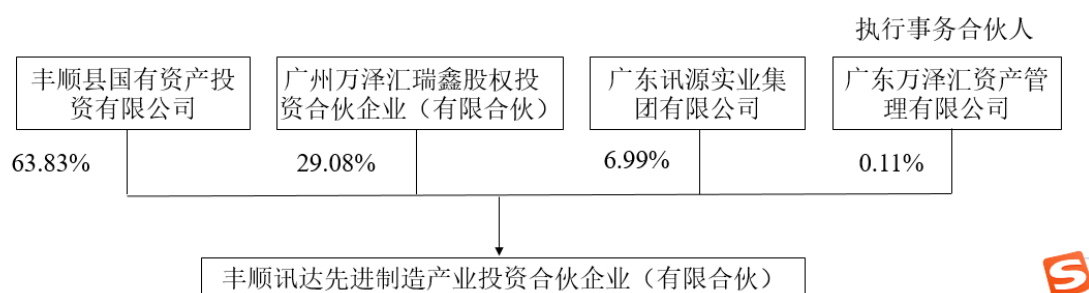 执行事务合伙人
丰顺县国有资产投
资有限公司
广州万泽汇瑞鑫股权投
资合伙企业（有限合伙）
广东讯源实业集
团有限公司
广东万泽汇资产管
理有限公司
63.83%
29.08%
6.99%
0.11%
丰顺讯达先进制造产业投资合伙企业（有限合伙）